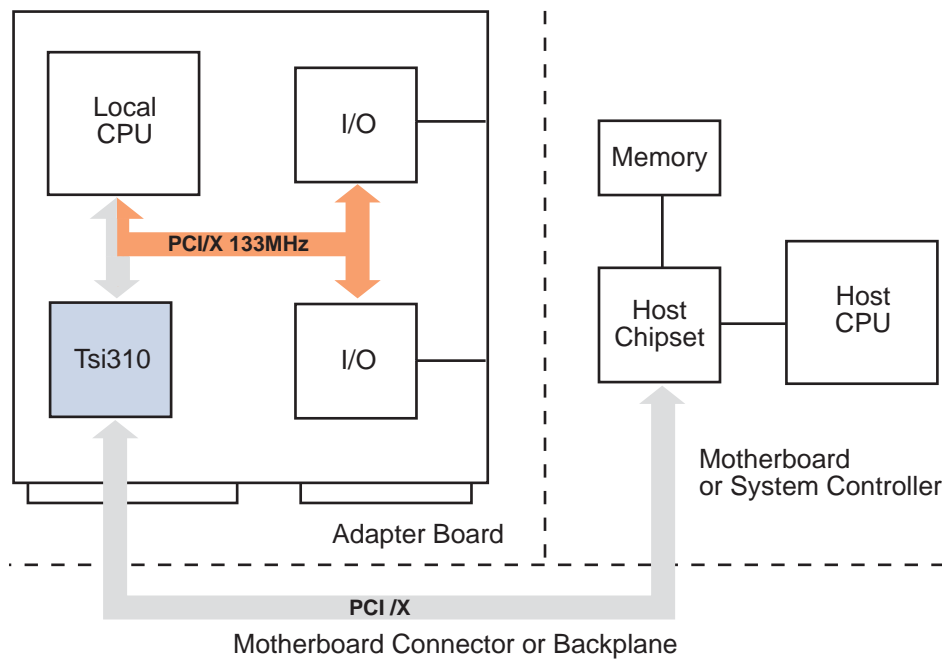 Local
CPU
I/O
PCI/X 133MHz
Tsi310
I/O
Adapter Board
Memory
Host
Chipset
Host
CPU
Motherboard
or System Controller
PCI /X
Motherboard Connector or Backplane